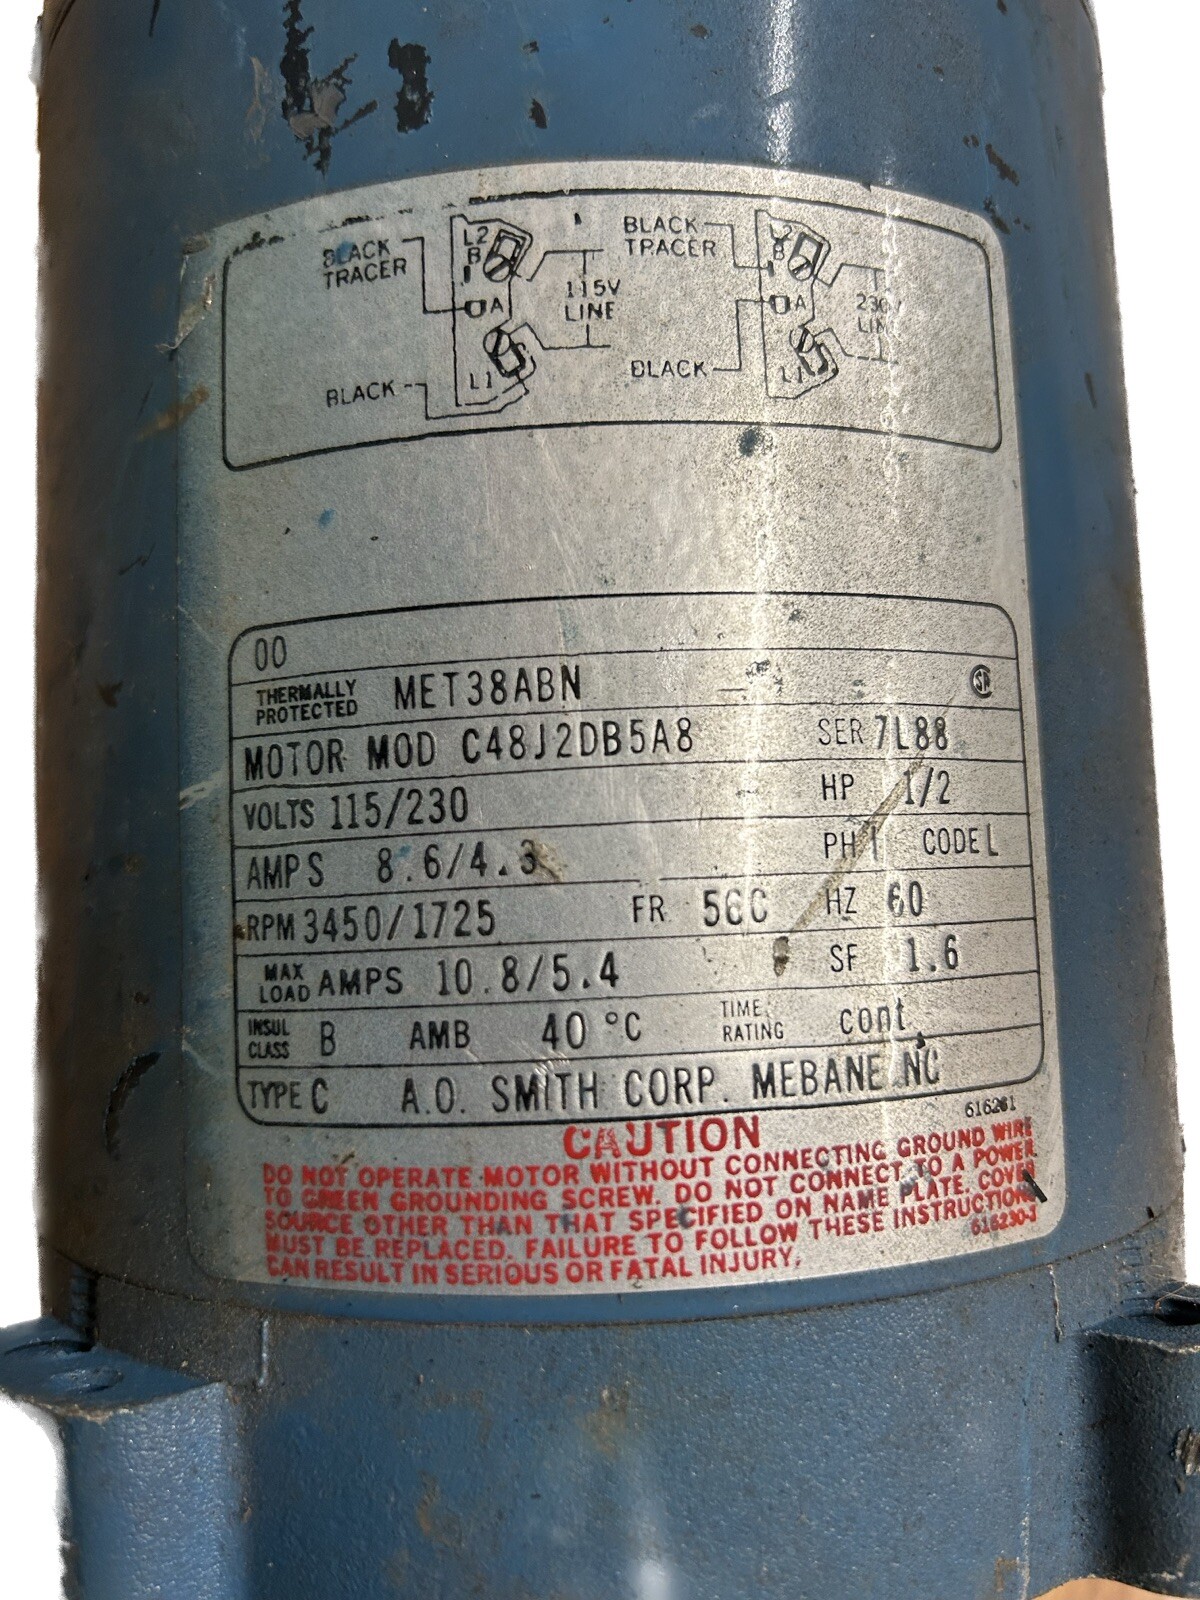 BLACK TRACER
L2
B
A
115V LINE
BLACK
L1
BLACK TRACER
L2
B
A
230V LINE
BLACK
L1
00
THERMALLY PROTECTED MET38ABN
MOTOR MOD C48J2DB5A8 SER 7L88
VOLTS 115/230 HP 1/2
AMPS 8.6/4.3 PH 1 CODE L
RPM 3450/1725 FR 56C HZ 60
MAX LOAD AMPS 10.8/5.4 SF 1.6
INSUL CLASS B AMB 40 °C TIME RATING cont.
TYPE C A.O. SMITH CORP. MEBANE NC
616261
CAUTION
DO NOT OPERATE MOTOR WITHOUT CONNECTING GROUND WIRE
TO GREEN GROUNDING SCREW. DO NOT CONNECT TO A POWER
SOURCE OTHER THAN THAT SPECIFIED ON NAME PLATE. COVER
MUST BE REPLACED. FAILURE TO FOLLOW THESE INSTRUCTIONS
CAN RESULT IN SERIOUS OR FATAL INJURY.
616230-J